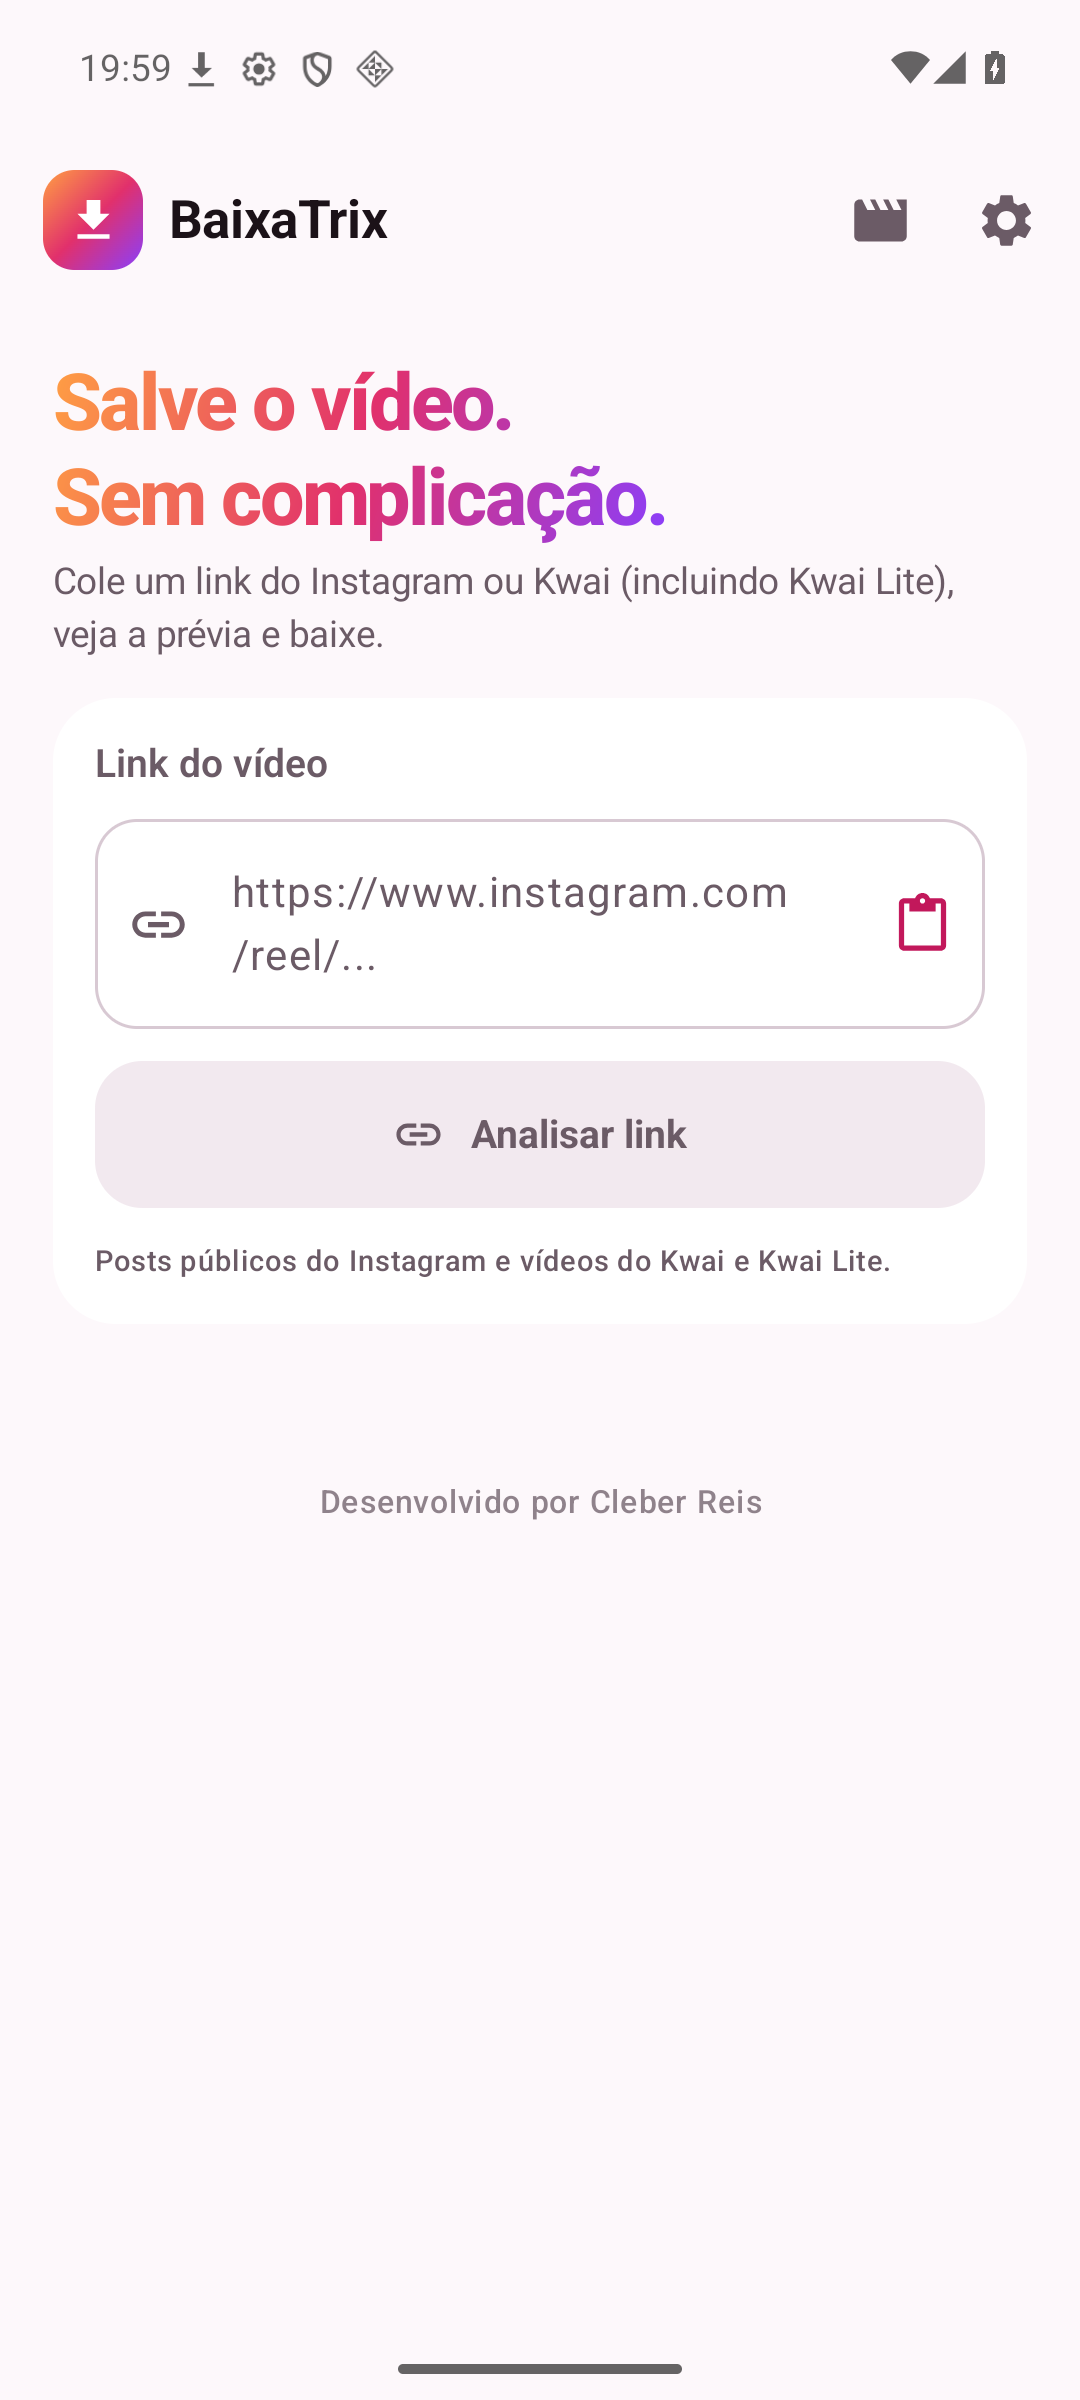 19:59
BaixaTrix
Salve o vídeo.
Sem complicação.
Cole um link do Instagram ou Kwai (incluindo Kwai Lite),
veja a prévia e baixe.
Link do vídeo
https://www.instagram.com
/reel/...
Analisar link
Posts públicos do Instagram e vídeos do Kwai e Kwai Lite.
Desenvolvido por Cleber Reis